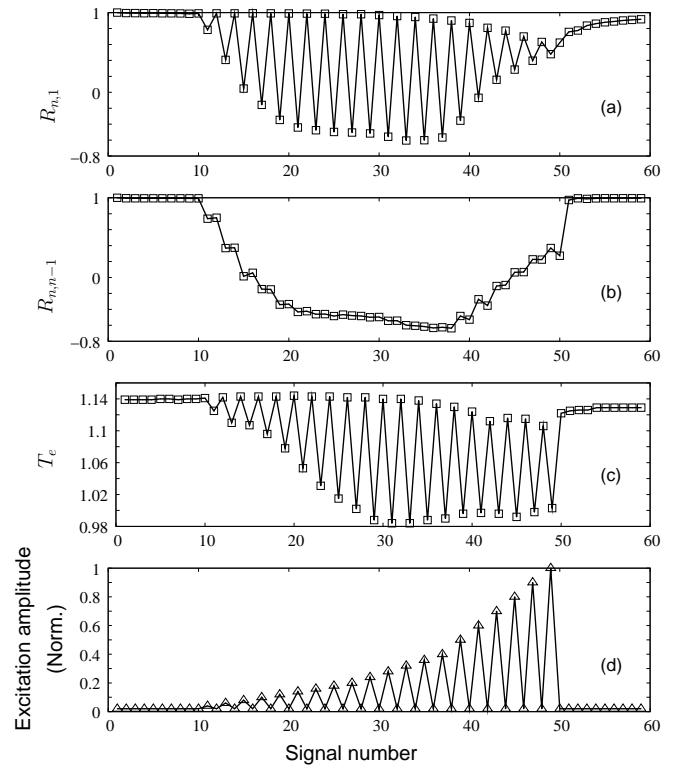 1
0
−0.8
R_{n,1}
(a)
0 10 20 30 40 50 60
1
0
−0.8
R_{n,n−1}
(b)
0 10 20 30 40 50 60
1.14
1.1
1.06
1.02
0.98
T_e
(c)
0 10 20 30 40 50 60
1
0.8
0.6
0.4
0.2
0
Excitation amplitude
(Norm.)
(d)
0 10 20 30 40 50 60
Signal number